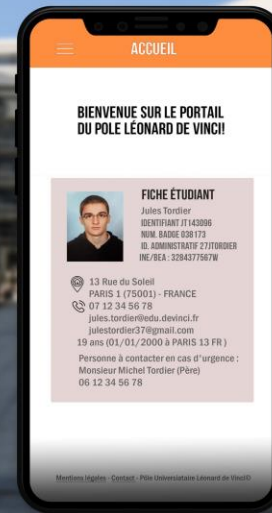 ACCUEIL
BIENVENUE SUR LE PORTAIL
DU POLE LÉONARD DE VINCI!
FICHE ÉTUDIANT
Jules Tordier
IDENTIFIANT JT143096
NUM. BADGE 038173
ID. ADMINISTRATIF 27JTORDIER
INE/BEA : 3284377567W
13 Rue du Soleil
PARIS 1 (75001) - FRANCE
07 12 34 56 78
jules.tordier@edu.devinci.fr
julestordier37@gmail.com
19 ans (01/01/2000 à PARIS 13 FR )
Personne à contacter en cas d'urgence :
Monsieur Michel Tordier (Père)
06 12 34 56 78
Mentions légales - Contact - Pôle Universitaire Léonard de Vinci©